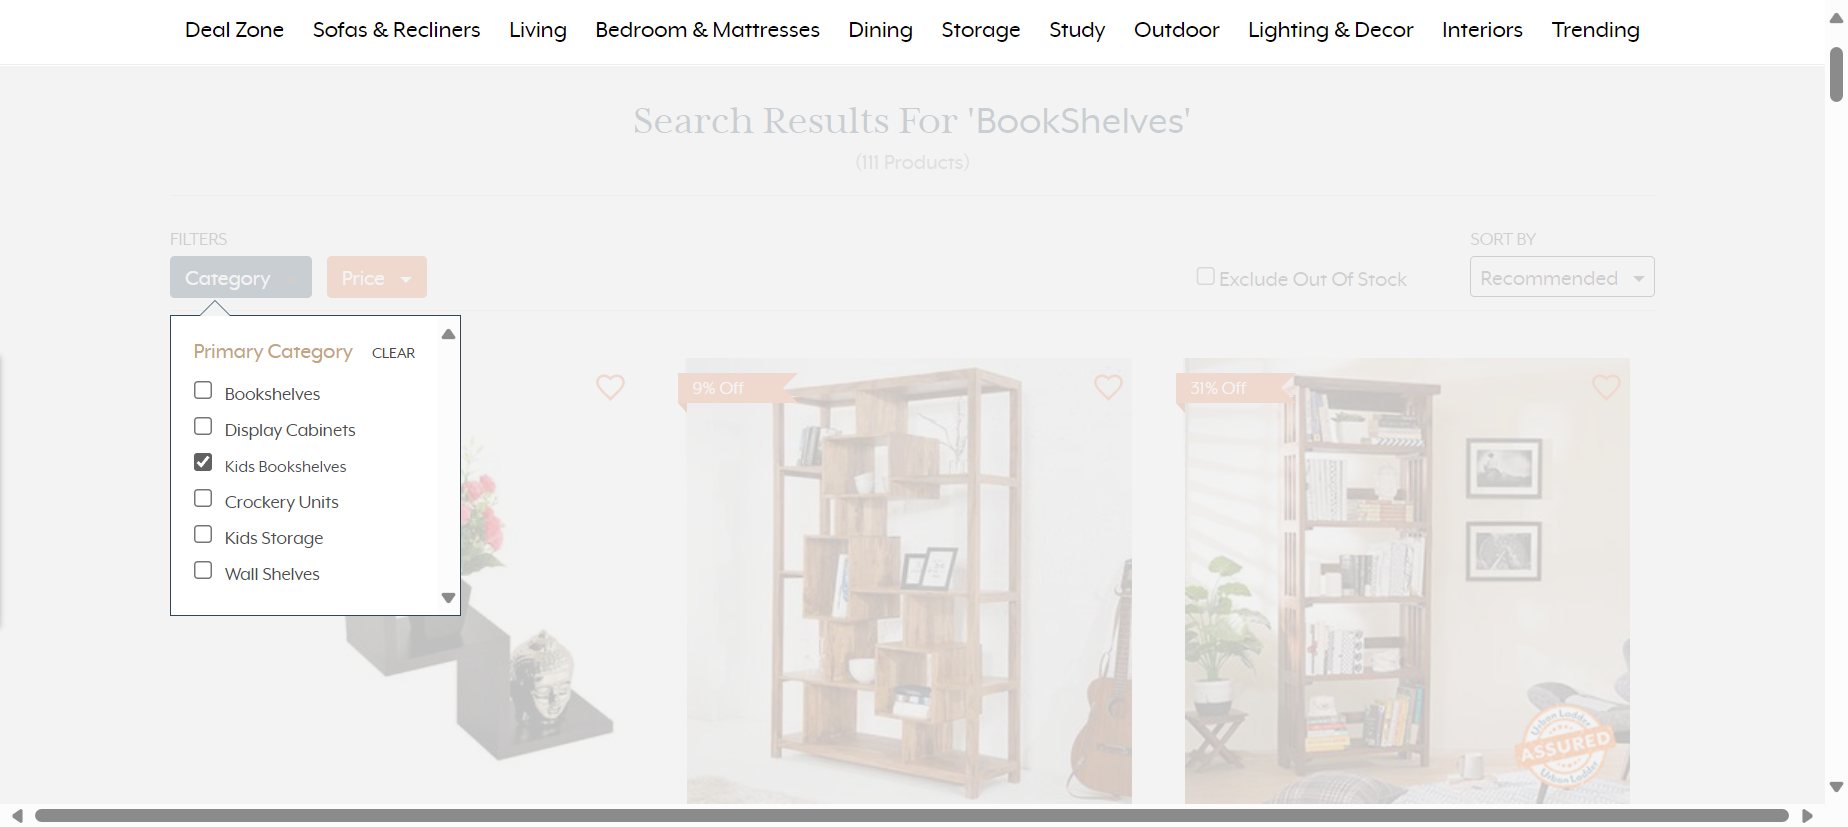 Deal Zone Sofas & Recliners Living Bedroom & Mattresses Dining Storage Study Outdoor Lighting & Decor Interiors Trending
Search Results For 'BookShelves'
(111 Products)
FILTERS
SORT BY
Category
Price
Exclude Out Of Stock
Recommended
Primary Category
CLEAR
Bookshelves
Display Cabinets
Kids Bookshelves
Crockery Units
Kids Storage
Wall Shelves
9% Off
31% Off
Urban Ladder
ASSURED
Urban Ladder